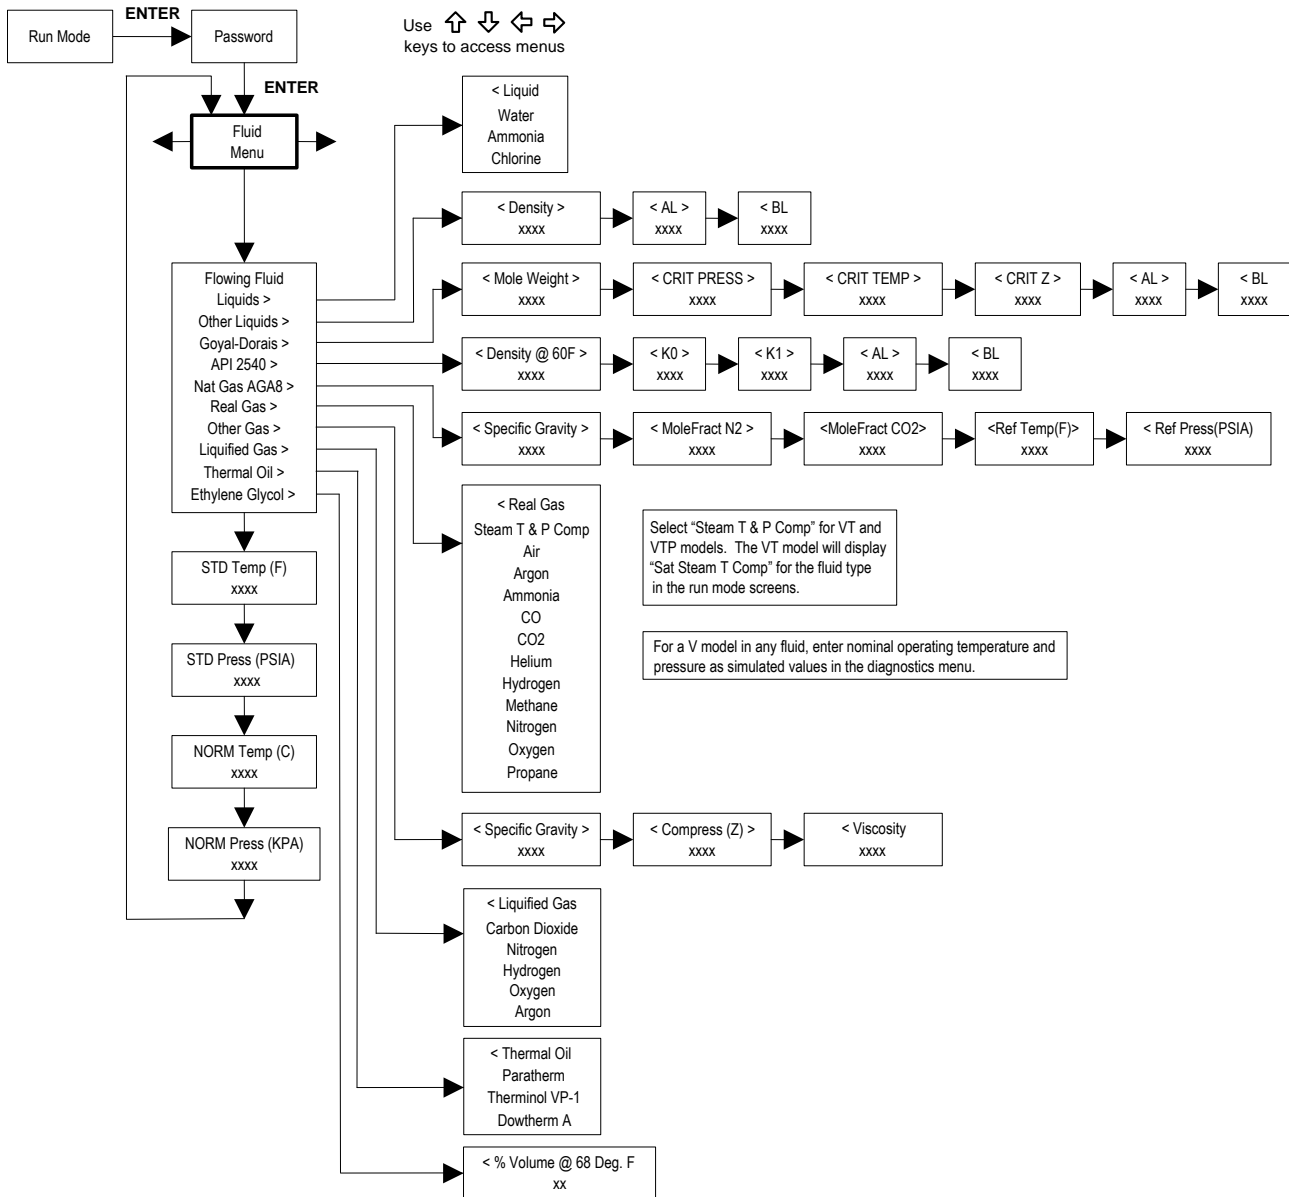 ENTER
Run Mode
Password
Use
keys to access menus
ENTER
Fluid
Menu
Flowing Fluid
Liquids >
Other Liquids >
Goyal-Dorais >
API 2540 >
Nat Gas AGA8 >
Real Gas >
Other Gas >
Liquified Gas >
Thermal Oil >
Ethylene Glycol >
STD Temp (F)
xxxx
STD Press (PSIA)
xxxx
NORM Temp (C)
xxxx
NORM Press (KPA)
xxxx
< Liquid
Water
Ammonia
Chlorine
< Density >
xxxx
< AL >
xxxx
< BL
xxxx
< Mole Weight >
xxxx
< CRIT PRESS >
xxxx
< CRIT TEMP >
xxxx
< CRIT Z >
xxxx
< AL >
xxxx
< BL
xxxx
< Density @ 60F >
xxxx
< K0 >
xxxx
< K1 >
xxxx
< AL >
xxxx
< BL
xxxx
< Specific Gravity >
xxxx
< MoleFract N2 >
xxxx
<MoleFract CO2>
xxxx
<Ref Temp(F)>
xxxx
< Ref Press(PSIA)
xxxx
< Real Gas
Steam T & P Comp
Air
Argon
Ammonia
CO
CO2
Helium
Hydrogen
Methane
Nitrogen
Oxygen
Propane
Select “Steam T & P Comp” for VT and
VTP models. The VT model will display
“Sat Steam T Comp” for the fluid type
in the run mode screens.
For a V model in any fluid, enter nominal operating temperature and
pressure as simulated values in the diagnostics menu.
< Specific Gravity >
xxxx
< Compress (Z) >
xxxx
< Viscosity
xxxx
< Liquified Gas
Carbon Dioxide
Nitrogen
Hydrogen
Oxygen
Argon
< Thermal Oil
Paratherm
Therminol VP-1
Dowtherm A
< % Volume @ 68 Deg. F
xx